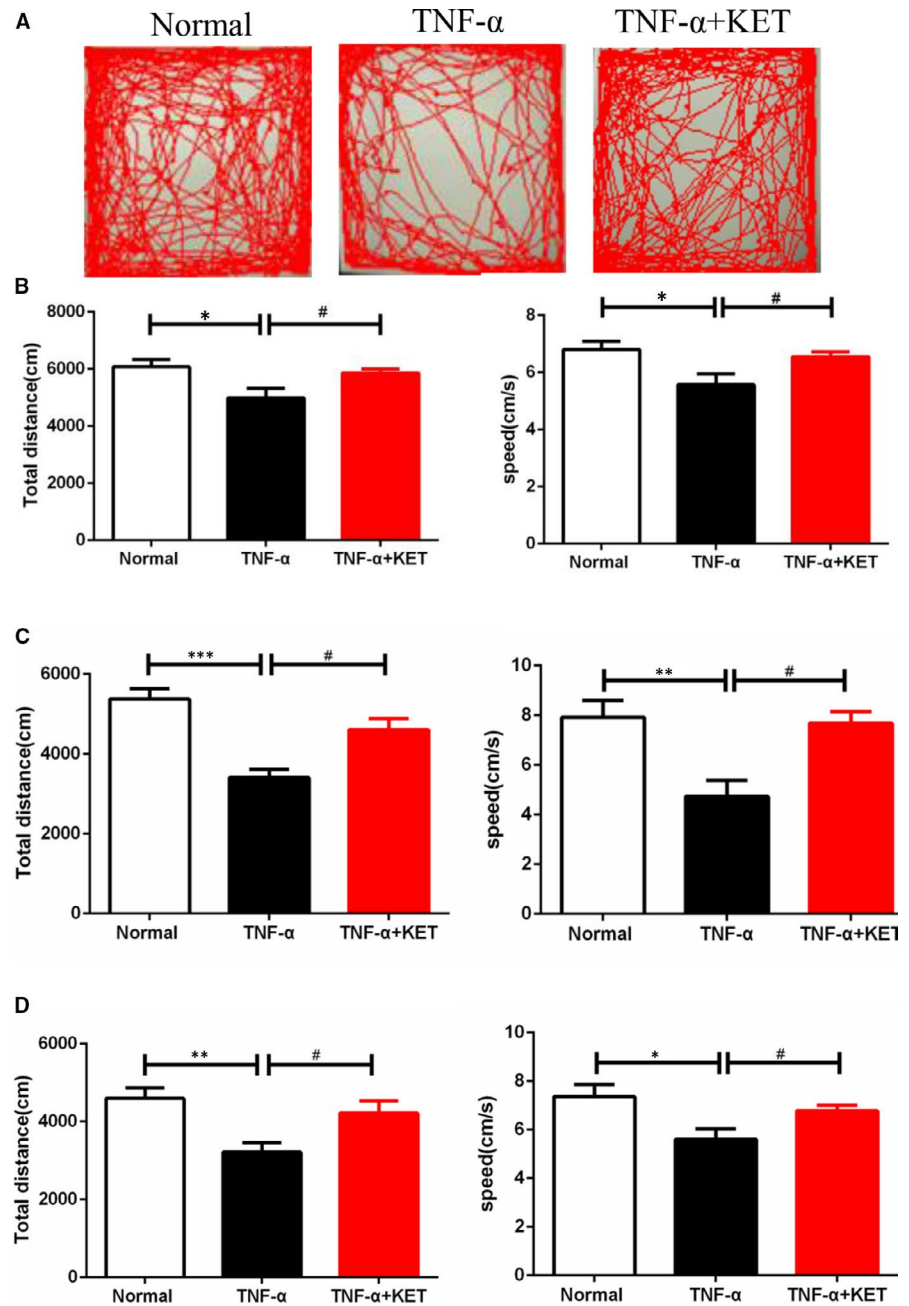 A
Normal TNF-α TNF-α+KET
B
Total distance(cm)
8000
6000
4000
2000
0
* #
Normal TNF-α TNF-α+KET
speed(cm/s)
8
6
4
2
0
* #
Normal TNF-α TNF-α+KET
C
Total distance(cm)
6000
4000
2000
0
*** #
Normal TNF-α TNF-α+KET
speed(cm/s)
10
8
6
4
2
0
** #
Normal TNF-α TNF-α+KET
D
Total distance(cm)
6000
4000
2000
0
** #
Normal TNF-α TNF-α+KET
speed(cm/s)
10
8
6
4
2
0
* #
Normal TNF-α TNF-α+KET